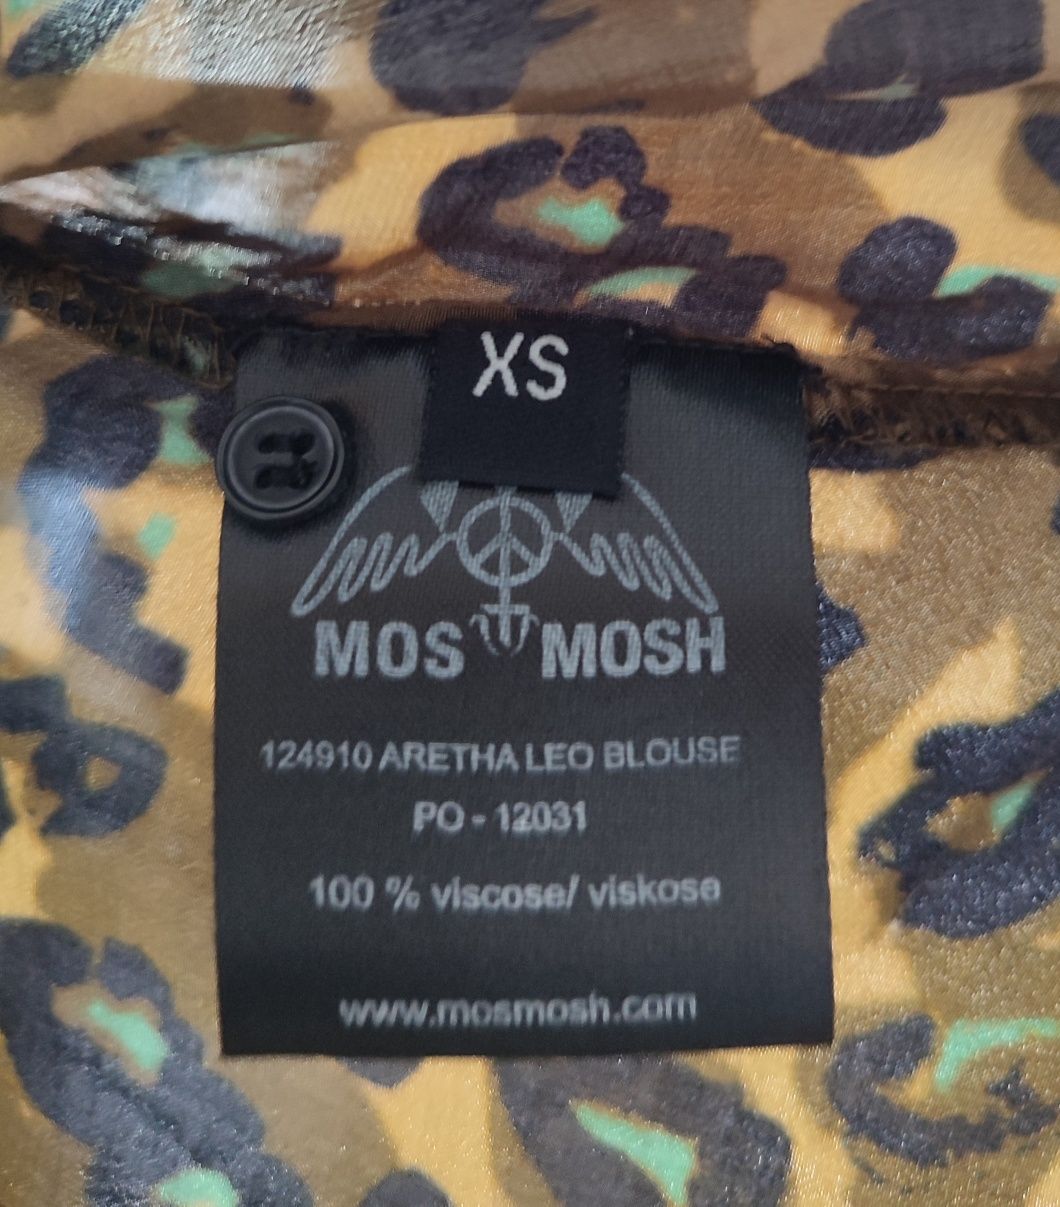 XS
MOS MOSH
124910 ARETHA LEO BLOUSE
PO - 12031
100 % viscose/ viskose
www.mosmosh.com